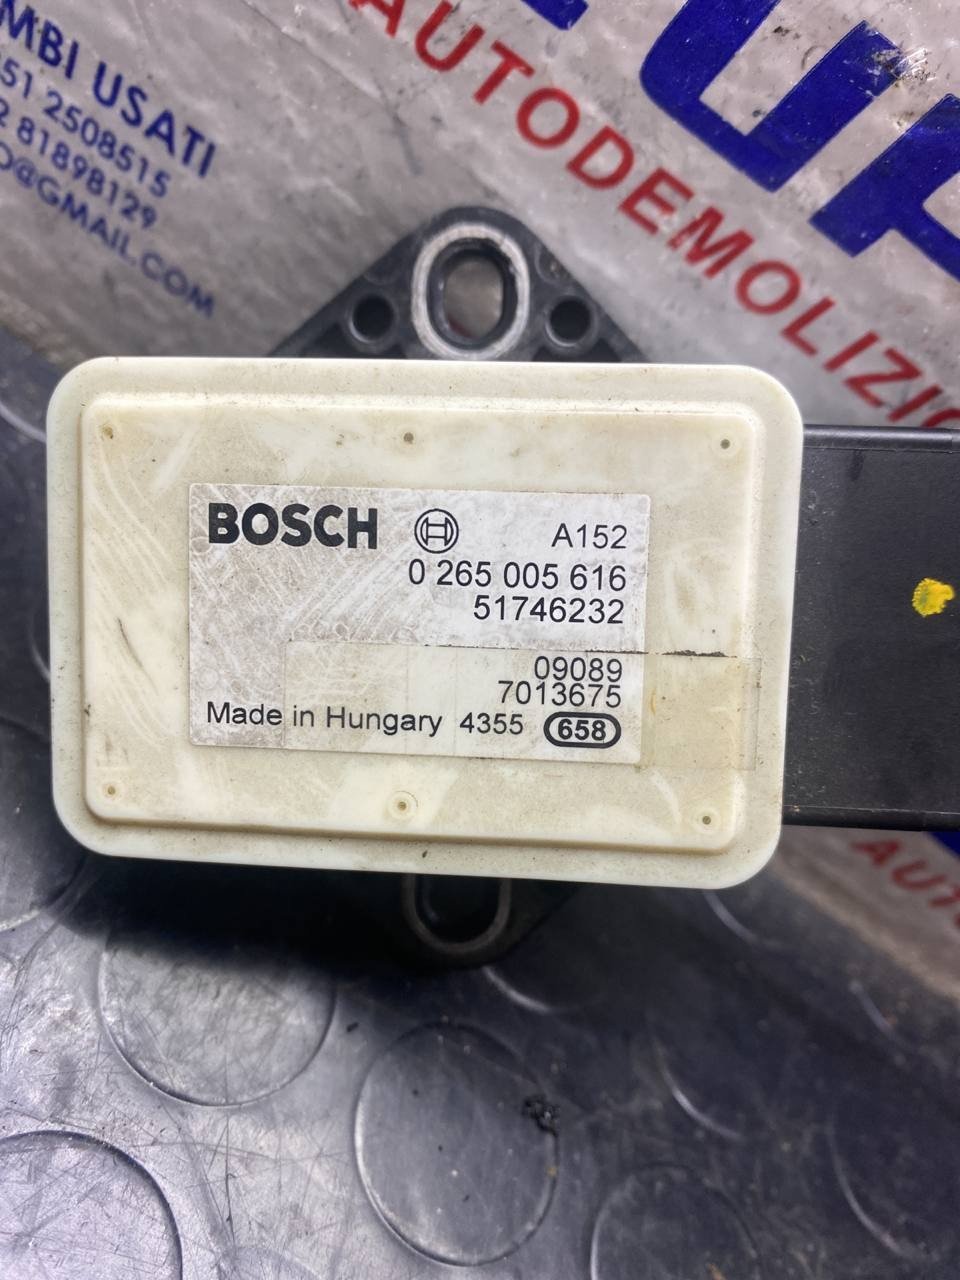 MBI USATI
51 2508515
2 81898129
O@GMAIL.COM
AUTODEMOLIZIO
BOSCH A152
0 265 005 616
51746232
09089
7013675
Made in Hungary 4355 658
AUTO